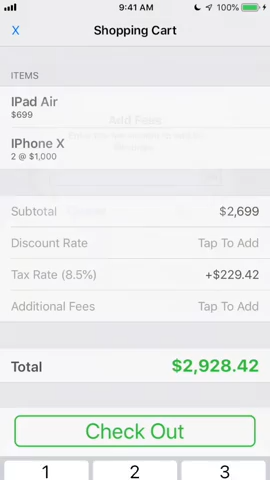 9:41 AM
100%
X
Shopping Cart
ITEMS
IPad Air
$699
IPhone X
2 @ $1,000
Add Fees
Subtotal $2,699
Discount Rate Tap To Add
Tax Rate (8.5%) +$229.42
Additional Fees Tap To Add
Total $2,928.42
Check Out
1 2 3